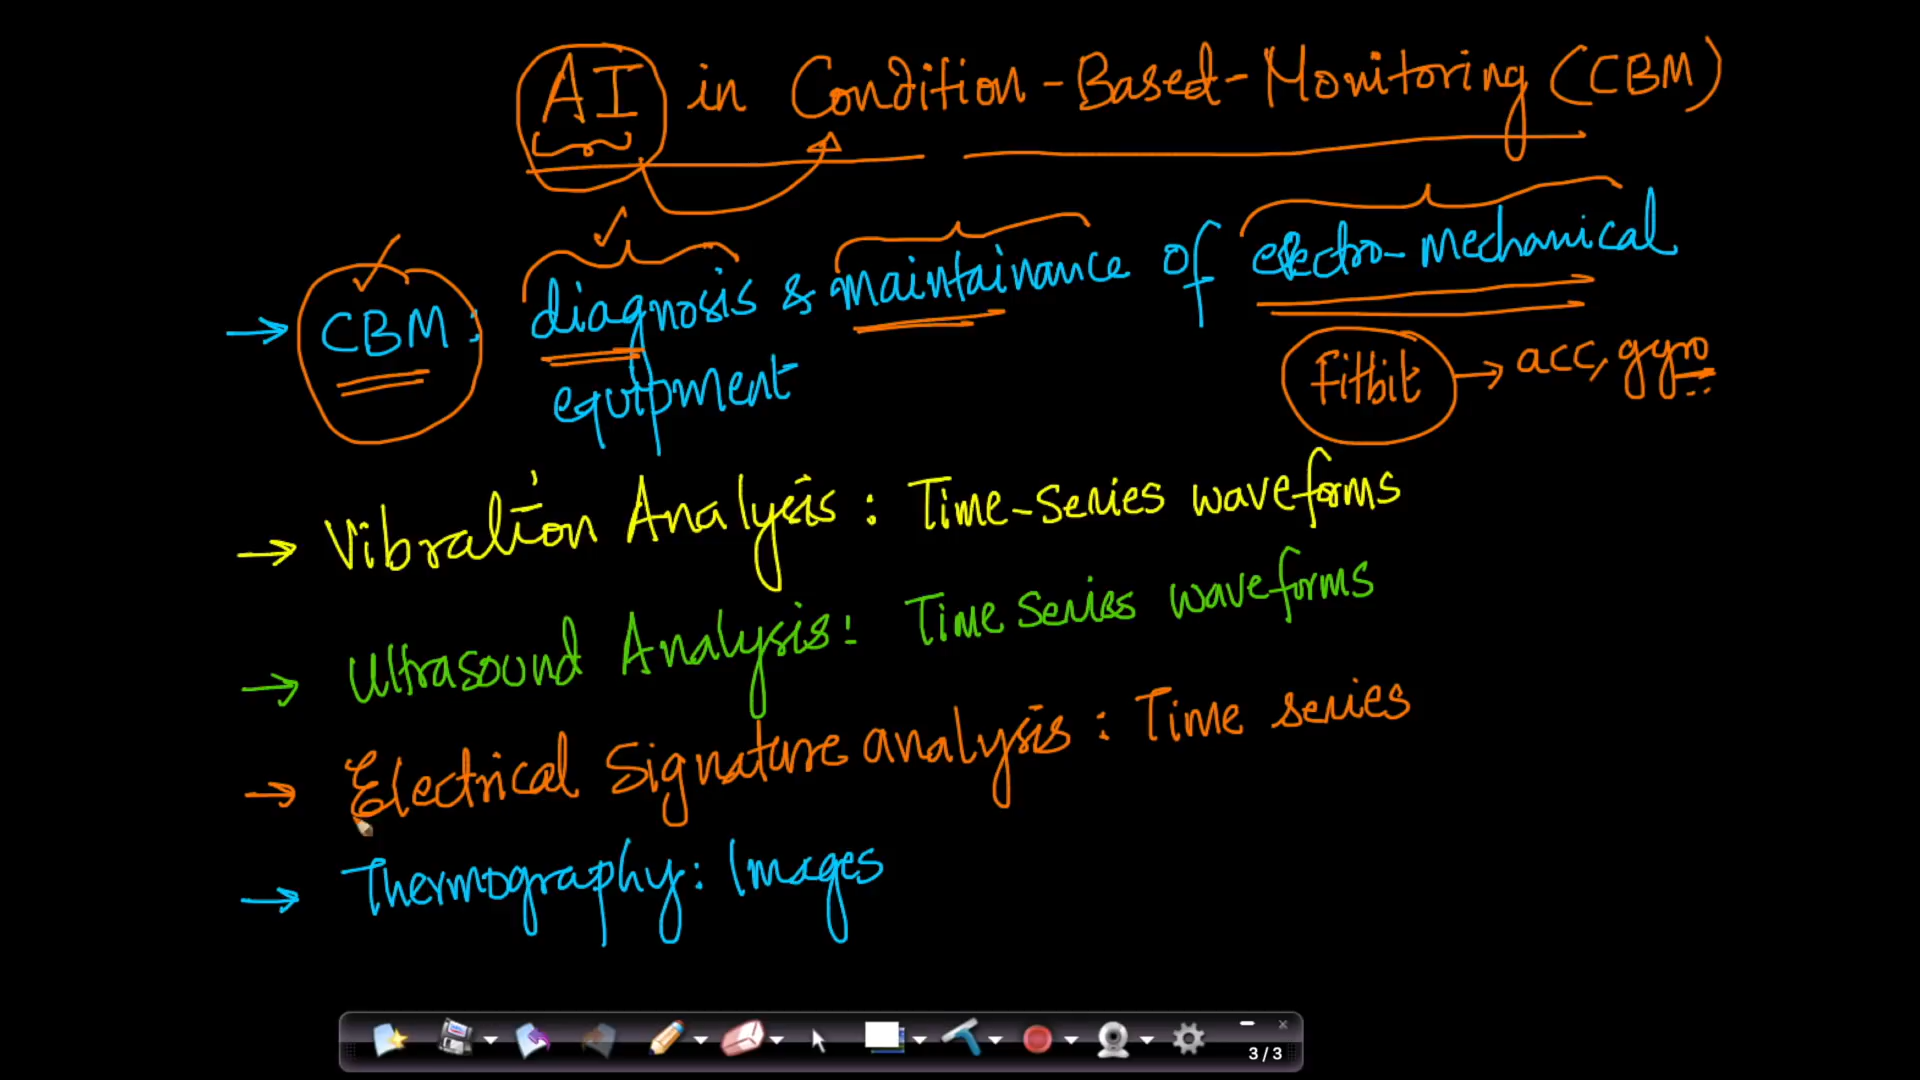 AI in Condition-Based-Monitoring (CBM)
→ CBM: diagnosis & maintainance of electro-mechanical
equipment
Fitbit → acc, gyro
→ Vibration Analysis: Time-series waveforms
→ Ultrasound Analysis: Time series waveforms
→ Electrical Signature analysis: Time series
→ Thermography: Images
3/3